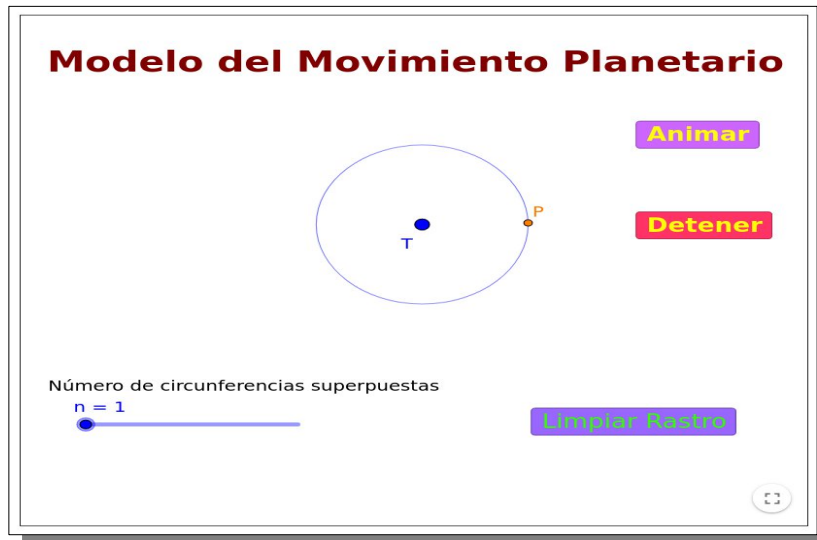 Modelo del Movimiento Planetario
Animar
P
Detener
T
Número de circunferencias superpuestas
n = 1
Limpiar Rastro